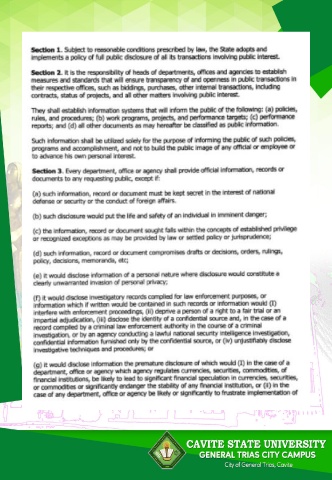 Section 1. Subject to reasonable conditions prescribed by law, the State adopts and
implements a policy of full public disclosure of all its transactions involving public interest.
Section 2. It is the responsibility of heads of departments, offices and agencies to establish
measures and standards that will ensure transparency of and openness in public transactions in
their respective offices, such as biddings, purchases, other internal transactions, including
contracts, status of projects, and all other matters involving public interest.
They shall establish information systems that will inform the public of the following: (a) policies,
rules, and procedures; (b) work programs, projects, and performance targets; (c) performance
reports; and (d) all other documents as may hereafter be classified as public information.
Such information shall be utilized solely for the purpose of informing the public of such policies,
programs and accomplishment, and not to build the public image of any official or employee or
to advance his own personal interest.
Section 3. Every department, office or agency shall provide official information, records or
documents to any requesting public, except if:
(a) such information, record or document must be kept secret in the interest of national
defense or security or the conduct of foreign affairs.
(b) such disclosure would put the life and safety of an individual in imminent danger;
(c) the information, record or document sought falls within the concepts of established privilege
or recognized exceptions as may be provided by law or settled policy or jurisprudence;
(d) such information, record or document compromises drafts or decisions, orders, rulings,
policy, decisions, memoranda, etc;
(e) it would disclose information of a personal nature where disclosure would constitute a
clearly unwarranted invasion of personal privacy;
(f) it would disclose investigatory records complied for law enforcement purposes, or
information which if written would be contained in such records or information would (I)
interfere with enforcement proceedings, (ii) deprive a person of a right to a fair trial or an
impartial adjudication, (iii) disclose the identity of a confidential source and, in the case of a
record compiled by a criminal law enforcement authority in the course of a criminal
investigation, or by an agency conducting a lawful national security intelligence investigation,
confidential information furnished only by the confidential source, or (iv) unjustifiably disclose
investigative techniques and procedures; or
(g) it would disclose information the premature disclosure of which would (I) in the case of a
department, office or agency which agency regulates currencies, securities, commodities, of
financial institutions, be likely to lead to significant financial speculation in currencies, securities,
or commodities or significantly endanger the stability of any financial institution, or (ii) in the
case of any department, office or agency be likely or significantly to frustrate implementation of
CAVITE STATE UNIVERSITY
GENERAL TRIAS CITY CAMPUS
City of General Trias, Cavite